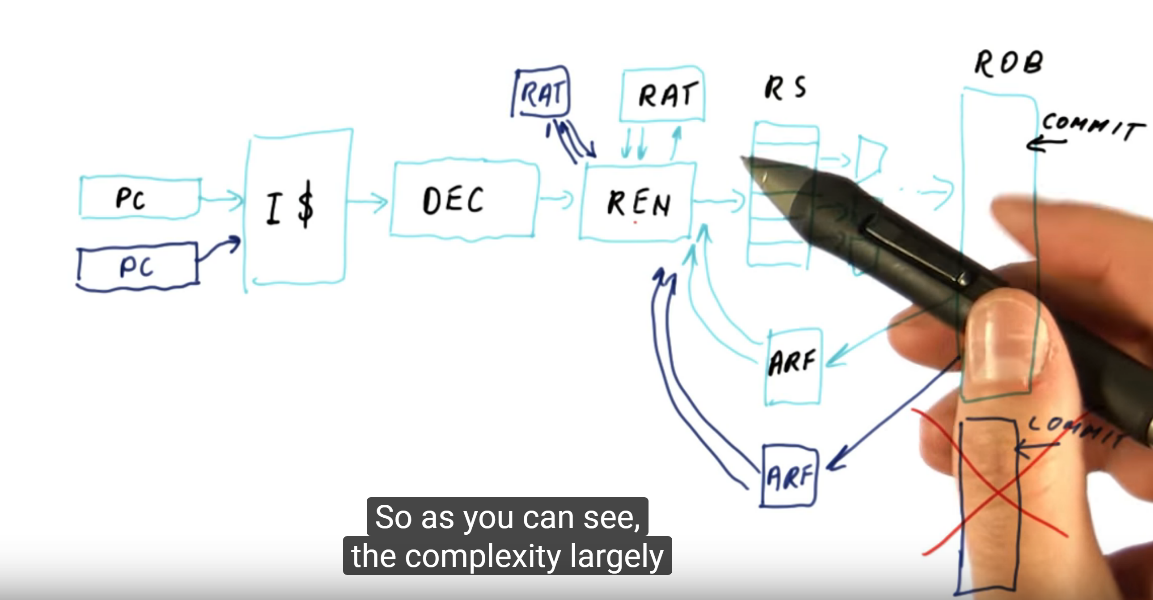 ROB
RAT
RAT
RS
COMMIT
PC
I $
DEC
REN
PC
ARF
COMMIT
ARF
So as you can see,
the complexity largely